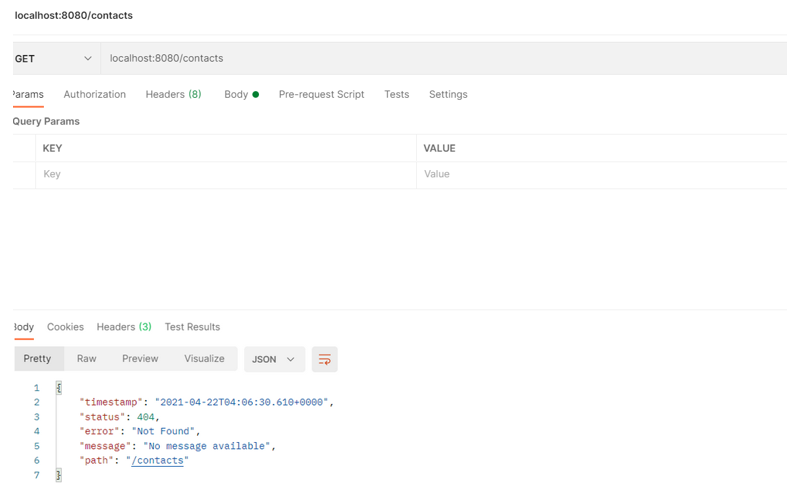 localhost:8080/contacts
GET localhost:8080/contacts
Params Authorization Headers (8) Body Pre-request Script Tests Settings
Query Params
KEY VALUE
Key Value
Body Cookies Headers (3) Test Results
Pretty Raw Preview Visualize JSON
1 {
2 "timestamp": "2021-04-22T04:06:30.610+0000",
3 "status": 404,
4 "error": "Not Found",
5 "message": "No message available",
6 "path": "/contacts"
7 }